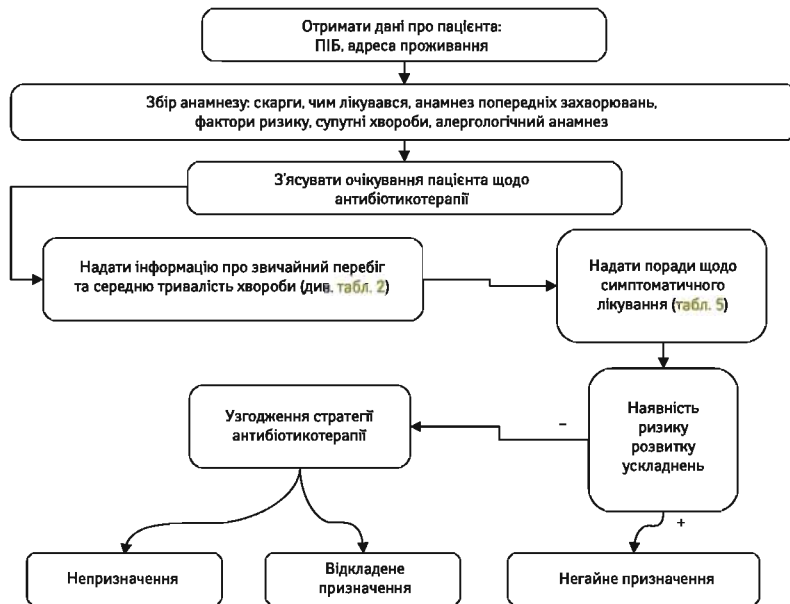 Отримати дані про пацієнта:
ПІБ, адреса проживання
Збір анамнезу: скарги, чим лікувався, анамнез попередніх захворювань,
фактори ризику, супутні хвороби, алергологічний анамнез
З'ясувати очікування пацієнта щодо
антибіотикотерапії
Надати інформацію про звичайний перебіг
та середню тривалість хвороби (див. табл. 2)
Надати поради щодо
симптоматичного
лікування (табл. 5)
Узгодження стратегії
антибіотикотерапії
–
Наявність
ризику
розвитку
ускладнень
+
Непризначення
Відкладене
призначення
Негайне призначення